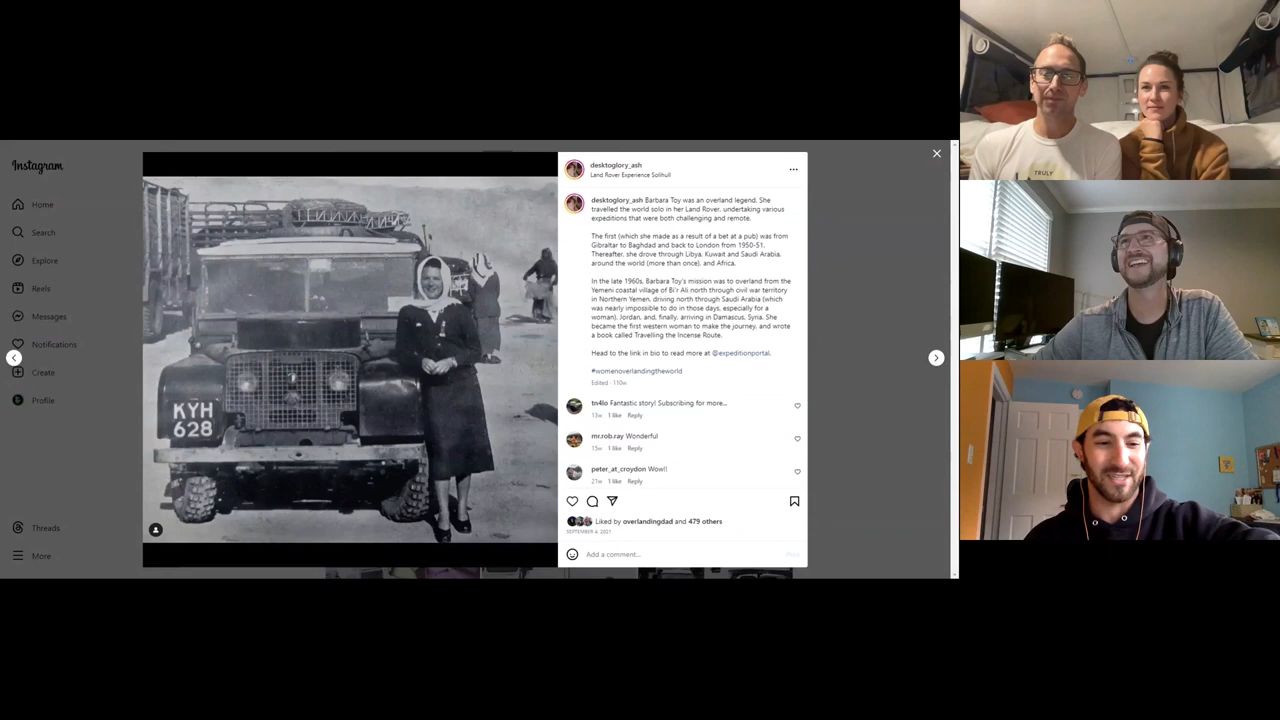 Instagram
Home
Search
Explore
Reels
Messages
Notifications
Create
Profile
Threads
More
KYH
628
desktoglory_ash
Land Rover Experience Solihull
desktoglory_ash Barbara Toy was an overland legend. She
travelled the world solo in her Land Rover, undertaking various
expeditions that were both challenging and remote.
The first (which she made as a result of a bet at a pub) was from
Gibraltar to Baghdad and back to London from 1950-51.
Thereafter, she drove through Libya, Kuwait and Saudi Arabia,
around the world (more than once), and Africa.
In the late 1960s, Barbara Toy's mission was to overland from the
Yemeni coastal village of Bi'r Ali north through civil war territory
in Northern Yemen, driving north through Saudi Arabia (which
was nearly impossible to do in those days, especially for a
woman), Jordan, and, finally, arriving in Damascus, Syria. She
became the first western woman to make the journey, and wrote
a book called Travelling the Incense Route.
Head to the link in bio to read more at @expeditionportal.
#womenoverlandingtheworld
Edited · 110w
tn4lo Fantastic story! Subscribing for more...
13w 1 like Reply
mr.rob.ray Wonderful
15w 1 like Reply
peter_at_croydon Wow!!
21w 1 like Reply
Liked by overlandingdad and 479 others
SEPTEMBER 4, 2021
Add a comment...
Post
TRULY